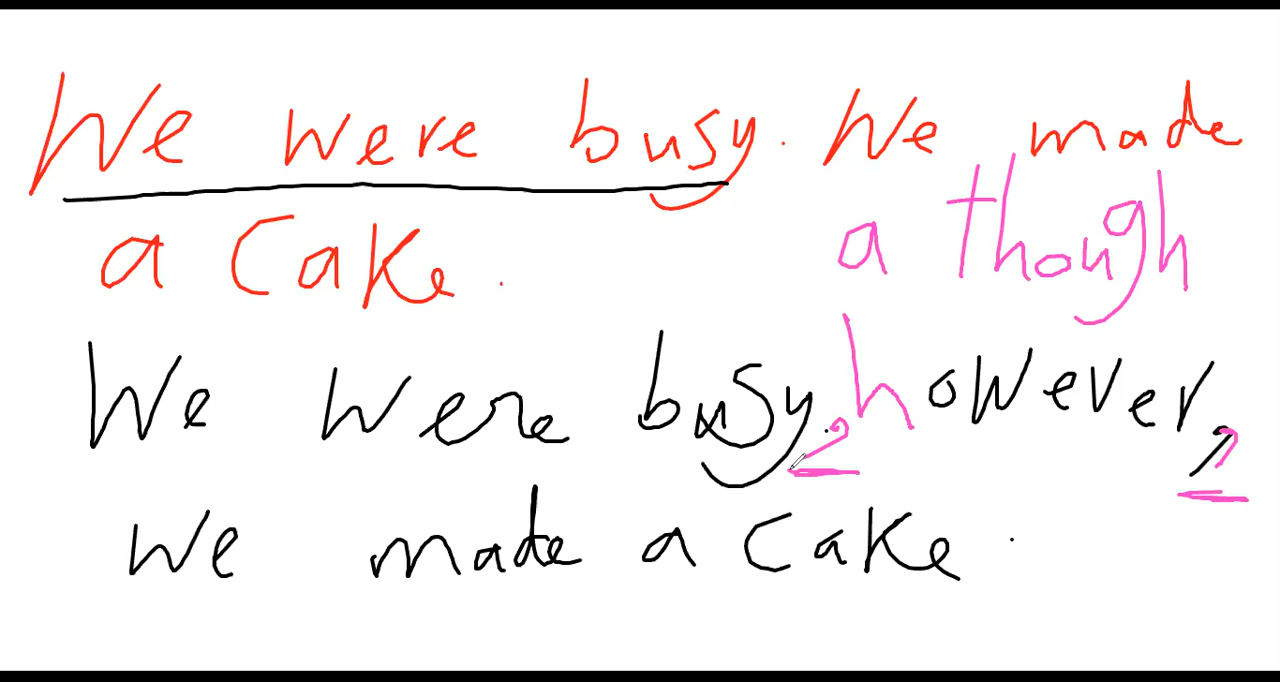 We were busy. We made
a cake.
a though
We were busy, however,
we made a cake.